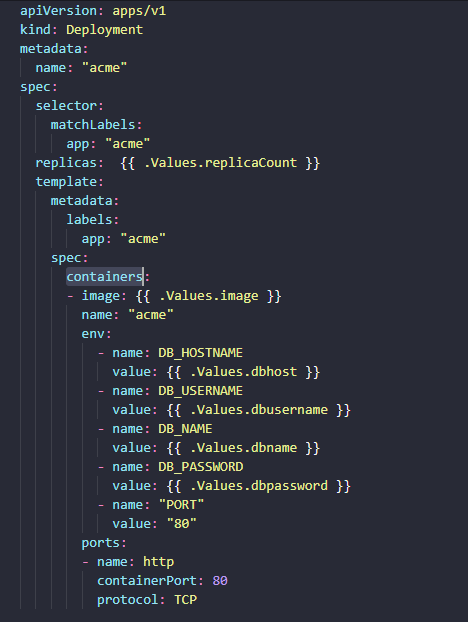 apiVersion: apps/v1
kind: Deployment
metadata:
  name: "acme"
spec:
  selector:
    matchLabels:
      app: "acme"
  replicas:  {{ .Values.replicaCount }}
  template:
    metadata:
      labels:
        app: "acme"
    spec:
      containers:
      - image: {{ .Values.image }}
        name: "acme"
        env:
          - name: DB_HOSTNAME
            value: {{ .Values.dbhost }}
          - name: DB_USERNAME
            value: {{ .Values.dbusername }}
          - name: DB_NAME
            value: {{ .Values.dbname }}
          - name: DB_PASSWORD
            value: {{ .Values.dbpassword }}
          - name: "PORT"
            value: "80"
        ports:
        - name: http
          containerPort: 80
          protocol: TCP